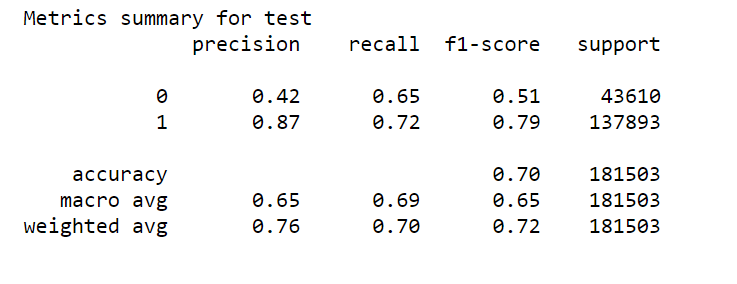 Metrics summary for test
precision recall f1-score support
0 0.42 0.65 0.51 43610
1 0.87 0.72 0.79 137893
accuracy 0.70 181503
macro avg 0.65 0.69 0.65 181503
weighted avg 0.76 0.70 0.72 181503